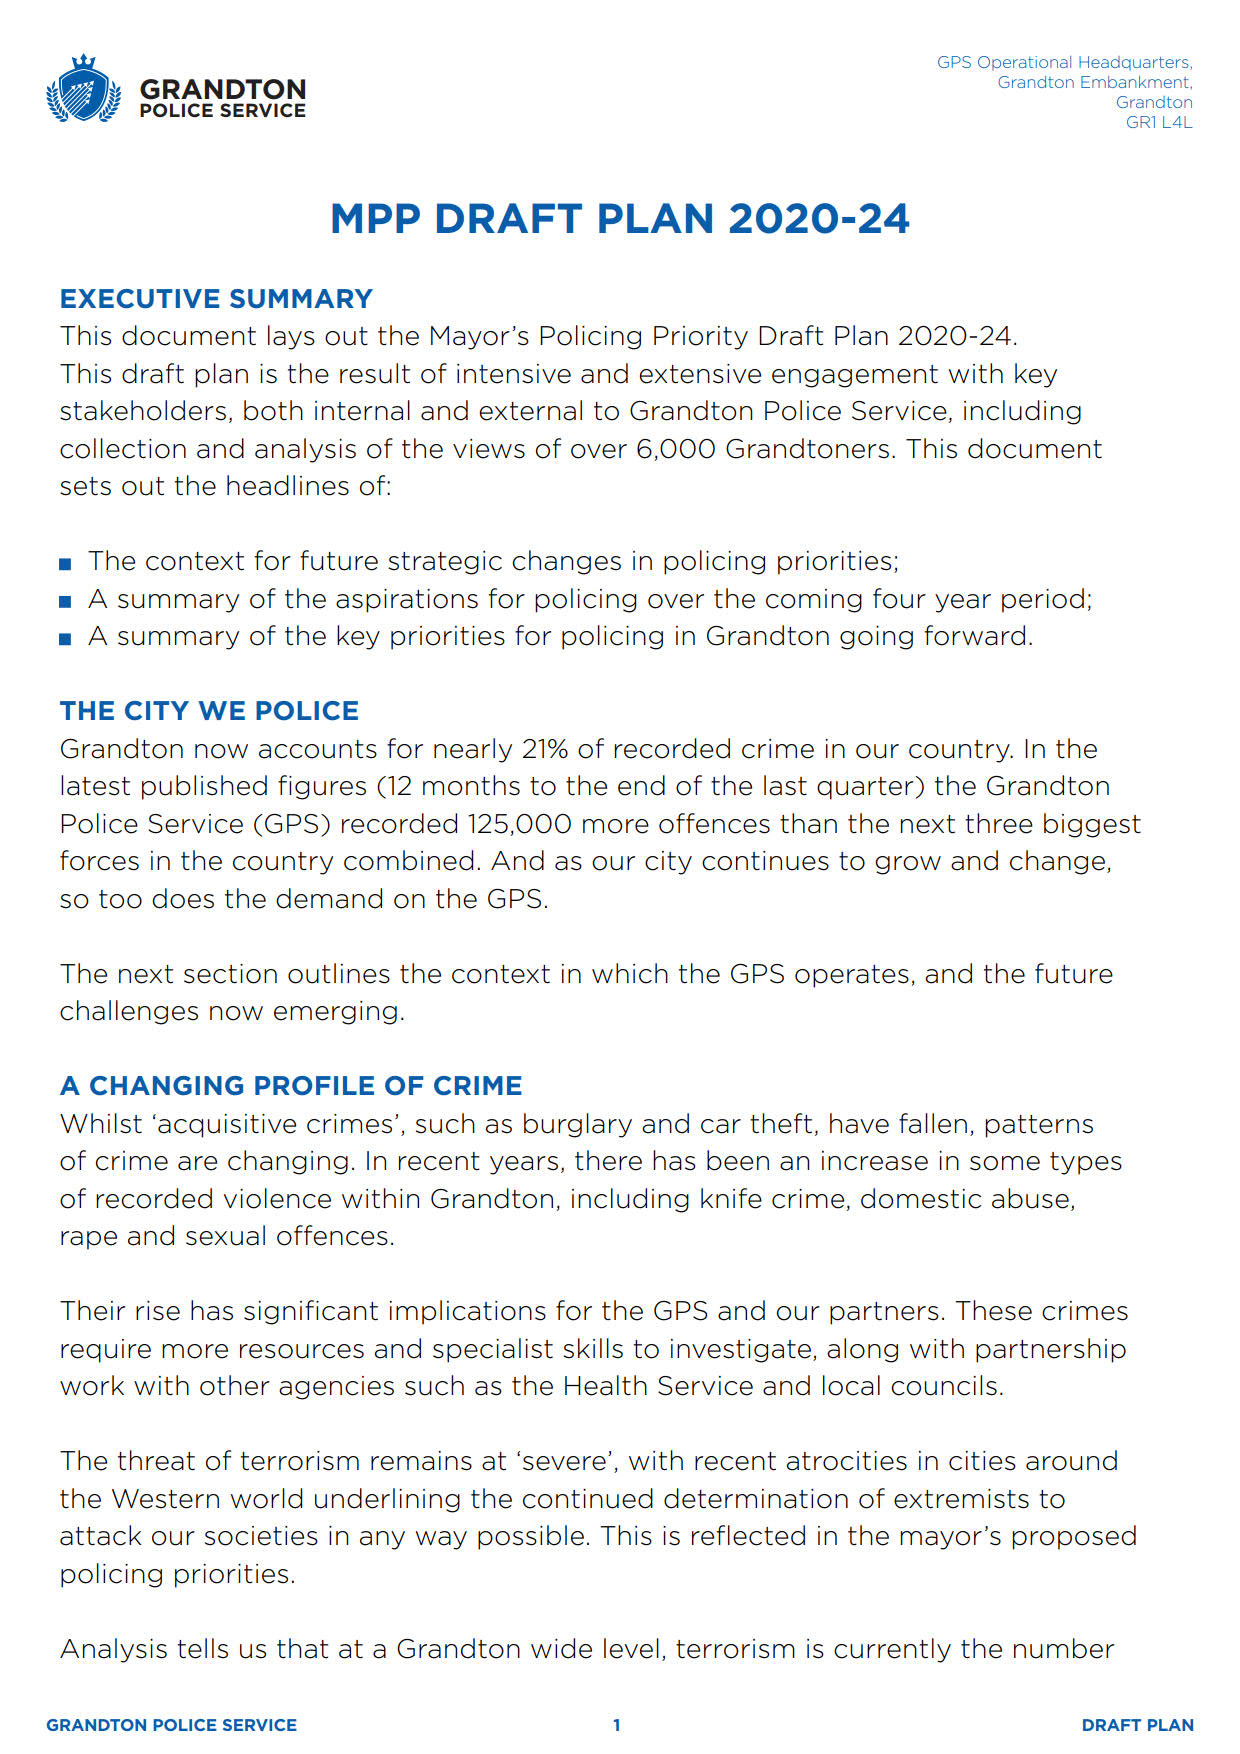 GRANDTON
POLICE SERVICE
GPS Operational Headquarters,
Grandton Embankment,
Grandton
GR1 L4L
MPP DRAFT PLAN 2020-24
EXECUTIVE SUMMARY
This document lays out the Mayor’s Policing Priority Draft Plan 2020-24.
This draft plan is the result of intensive and extensive engagement with key
stakeholders, both internal and external to Grandton Police Service, including
collection and analysis of the views of over 6,000 Grandtoners. This document
sets out the headlines of:
■ The context for future strategic changes in policing priorities;
■ A summary of the aspirations for policing over the coming four year period;
■ A summary of the key priorities for policing in Grandton going forward.
THE CITY WE POLICE
Grandton now accounts for nearly 21% of recorded crime in our country. In the
latest published figures (12 months to the end of the last quarter) the Grandton
Police Service (GPS) recorded 125,000 more offences than the next three biggest
forces in the country combined. And as our city continues to grow and change,
so too does the demand on the GPS.
The next section outlines the context in which the GPS operates, and the future
challenges now emerging.
A CHANGING PROFILE OF CRIME
Whilst ‘acquisitive crimes’, such as burglary and car theft, have fallen, patterns
of crime are changing. In recent years, there has been an increase in some types
of recorded violence within Grandton, including knife crime, domestic abuse,
rape and sexual offences.
Their rise has significant implications for the GPS and our partners. These crimes
require more resources and specialist skills to investigate, along with partnership
work with other agencies such as the Health Service and local councils.
The threat of terrorism remains at ‘severe’, with recent atrocities in cities around
the Western world underlining the continued determination of extremists to
attack our societies in any way possible. This is reflected in the mayor’s proposed
policing priorities.
Analysis tells us that at a Grandton wide level, terrorism is currently the number
GRANDTON POLICE SERVICE
1
DRAFT PLAN